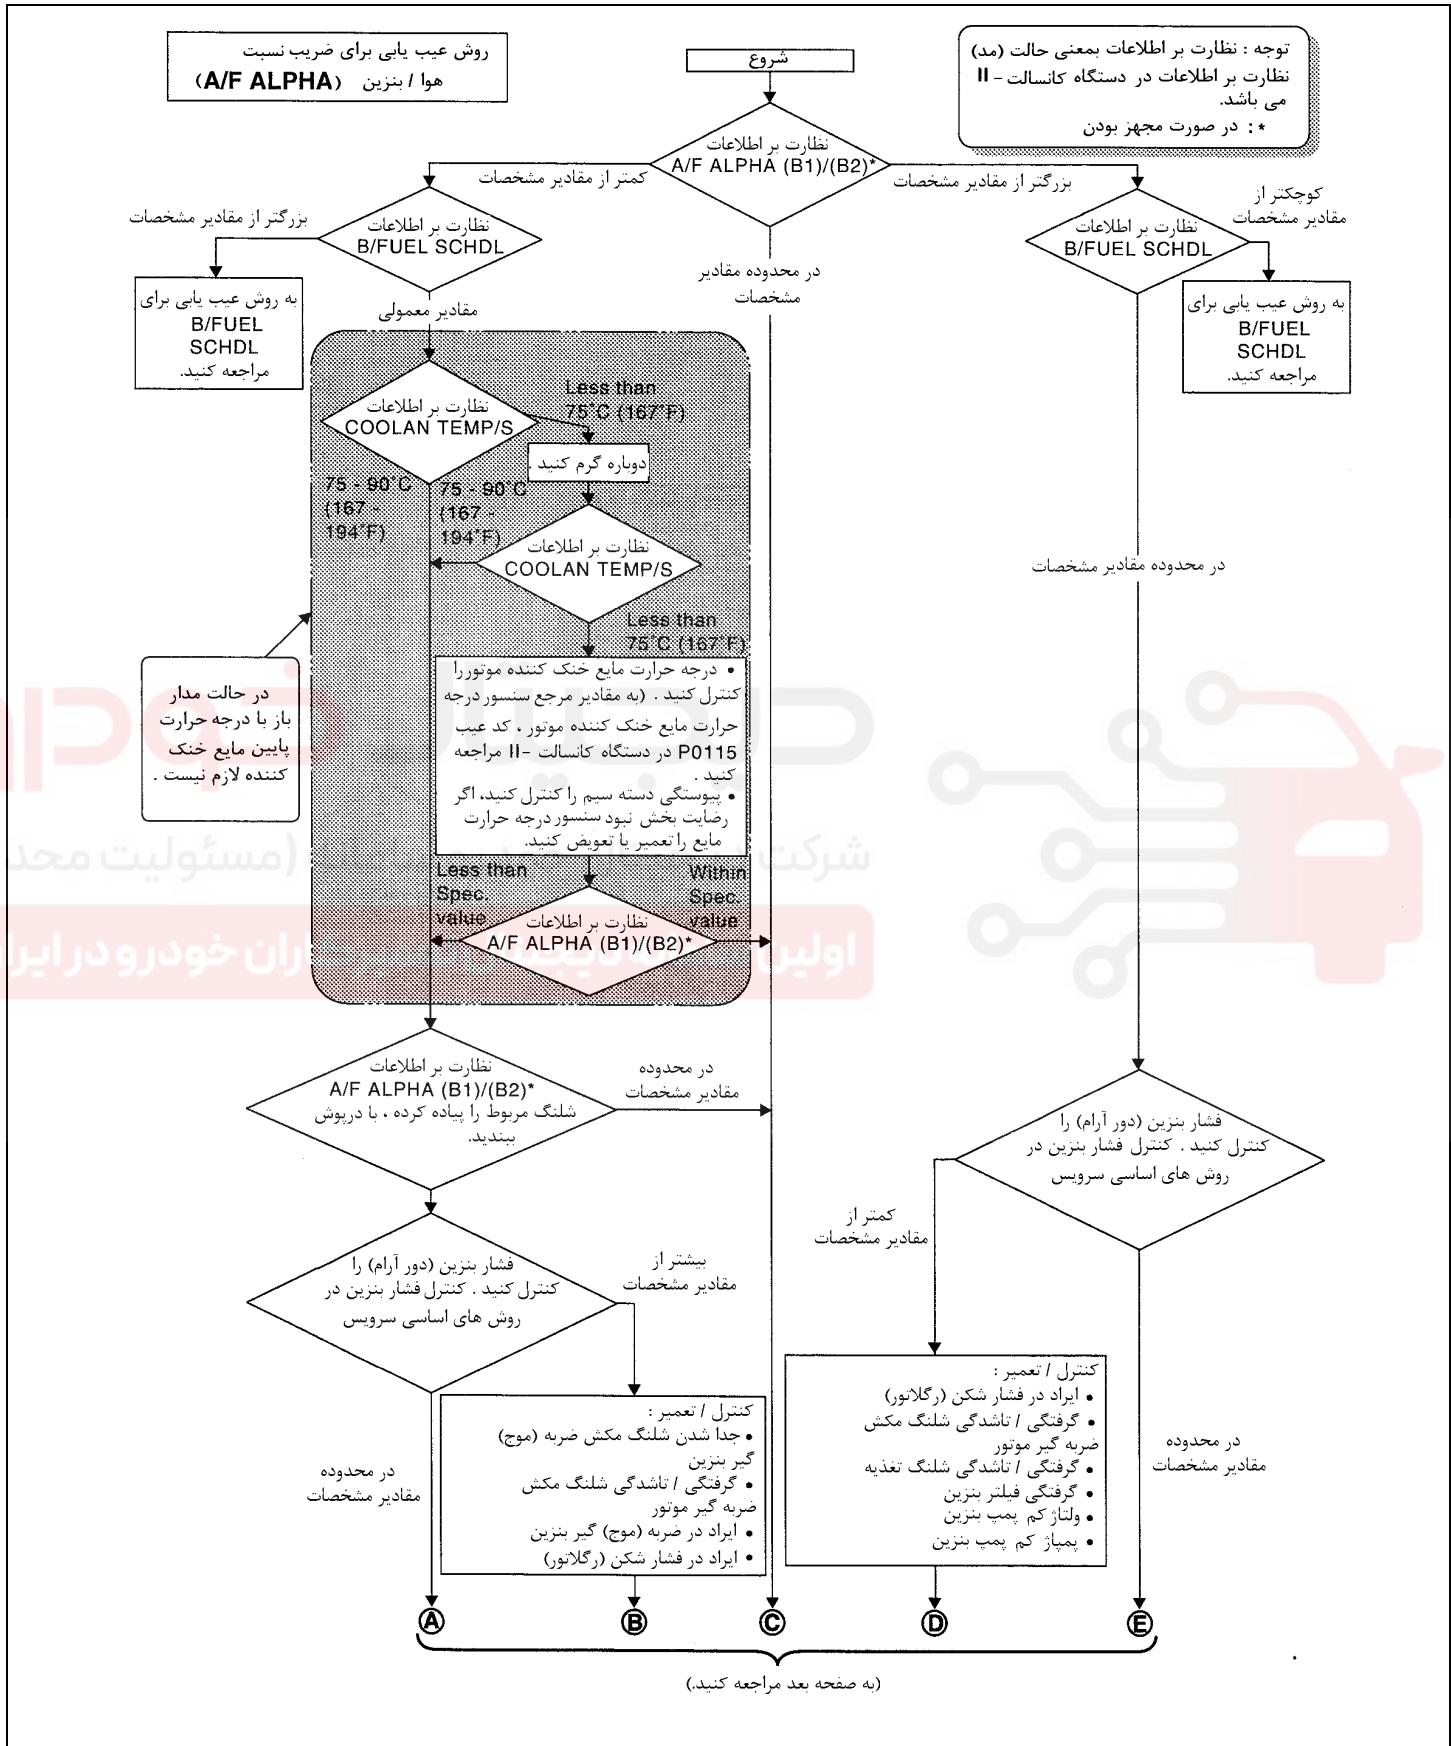 روش عیب یابی برای ضریب نسبت
هوا / بنزین (A/F ALPHA)
شروع
توجه : نظارت بر اطلاعات بمعنی حالت (مد)
نظارت بر اطلاعات در دستگاه کانسالت – II
می باشد.
* : در صورت مجهز بودن
نظارت بر اطلاعات
A/F ALPHA (B1)/(B2)*
کمتر از مقادیر مشخصات
بزرگتر از مقادیر مشخصات
بزرگتر از مقادیر مشخصات
نظارت بر اطلاعات
B/FUEL SCHDL
در محدوده مقادیر
مشخصات
نظارت بر اطلاعات
B/FUEL SCHDL
کوچکتر از
مقادیر مشخصات
به روش عیب یابی برای
B/FUEL
SCHDL
مراجعه کنید.
مقادیر معمولی
به روش عیب یابی برای
B/FUEL
SCHDL
مراجعه کنید.
نظارت بر اطلاعات
COOLAN TEMP/S
Less than
75°C (167°F)
دوباره گرم کنید .
75 - 90°C
(167 -
194°F)
75 - 90°C
(167 -
194°F)
نظارت بر اطلاعات
COOLAN TEMP/S
در محدوده مقادیر مشخصات
Less than
75°C (167°F)
در حالت مدار
باز با درجه حرارت
پایین مایع خنک
کننده لازم نیست .
• درجه حرارت مایع خنک کننده موتور را
کنترل کنید . (به مقادیر مرجع سنسور درجه
حرارت مایع خنک کننده موتور ، کد عیب
P0115 در دستگاه کانسالت –II مراجعه
کنید .
• پیوستگی دسته سیم را کنترل کنید، اگر
رضایت بخش نبود سنسور درجه حرارت
مایع را تعمیر یا تعویض کنید.
Less than
Spec.
value
Within
Spec.
value
نظارت بر اطلاعات
A/F ALPHA (B1)/(B2)*
دیجیتال خودرو
شرکت
(مسئولیت محد
اولین
خودرو در ایرا
نظارت بر اطلاعات
A/F ALPHA (B1)/(B2)*
شلنگ مربوط را پیاده کرده ، با درپوش
ببندید.
در محدوده
مقادیر مشخصات
فشار بنزین (دور آرام) را
کنترل کنید . کنترل فشار بنزین در
روش های اساسی سرویس
کمتر از
مقادیر مشخصات
فشار بنزین (دور آرام) را
کنترل کنید . کنترل فشار بنزین در
روش های اساسی سرویس
بیشتر از
مقادیر مشخصات
کنترل / تعمیر :
• ایراد در فشار شکن (رگلاتور)
• گرفتگی / تاشدگی شلنگ مکش
ضربه گیر موتور
• گرفتگی / تاشدگی شلنگ تغذیه
• گرفتگی فیلتر بنزین
• ولتاژ کم پمپ بنزین
• پمپاژ کم پمپ بنزین
کنترل / تعمیر :
• جدا شدن شلنگ مکش ضربه (موج)
گیر بنزین
• گرفتگی / تاشدگی شلنگ مکش
ضربه گیر موتور
• ایراد در ضربه (موج) گیر بنزین
• ایراد در فشار شکن (رگلاتور)
در محدوده
مقادیر مشخصات
در محدوده
مقادیر مشخصات
A B C D E
(به صفحه بعد مراجعه کنید.)